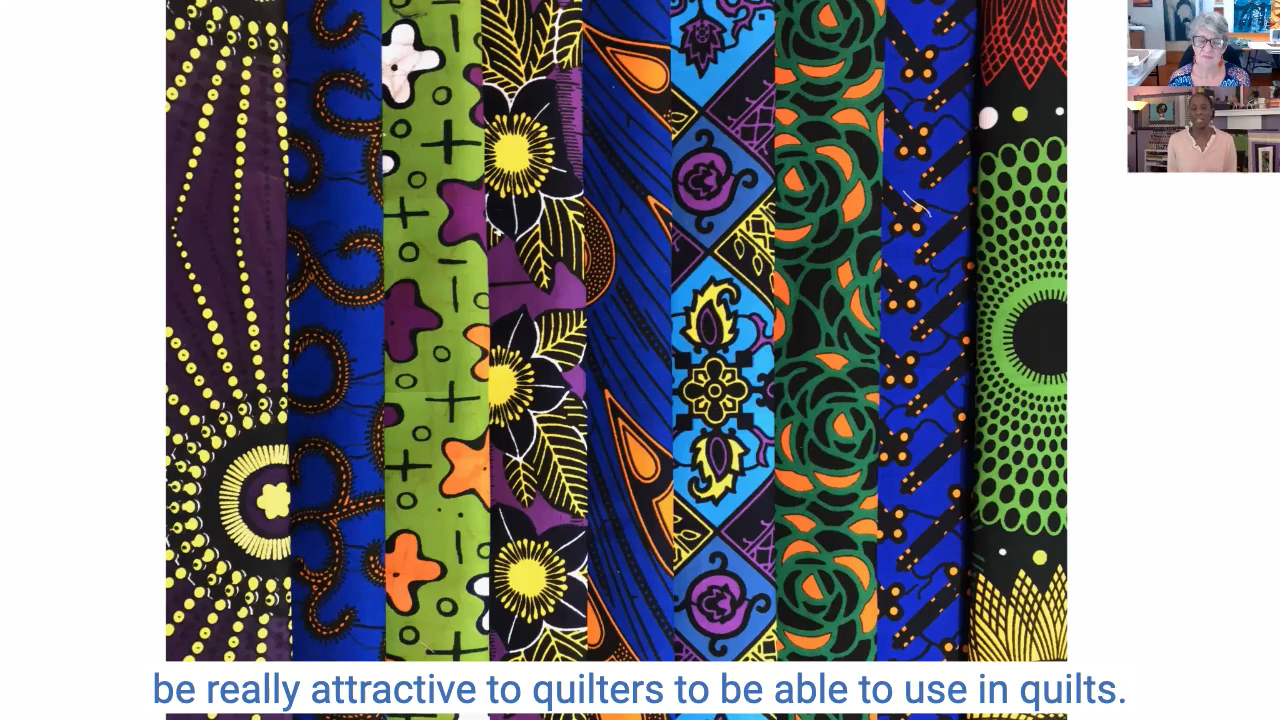 be really attractive to quilters to be able to use in quilts.